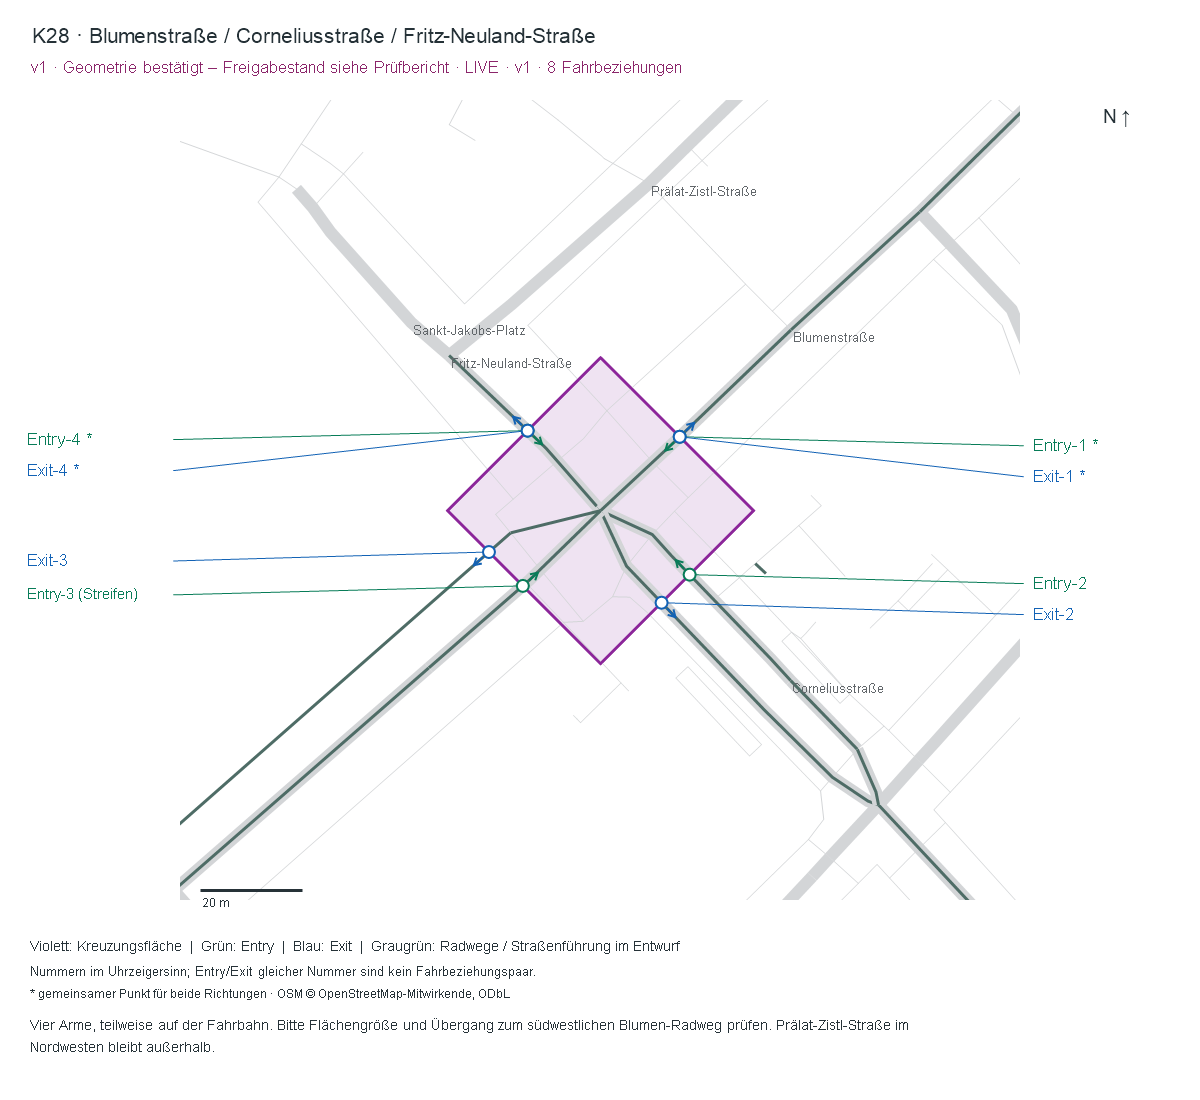 K28 · Blumenstraße / Corneliusstraße / Fritz-Neuland-Straße
v1 · Geometrie bestätigt – Freigabestand siehe Prüfbericht · LIVE · v1 · 8 Fahrbeziehungen
N ↑
Prälat-Zistl-Straße
Sankt-Jakobs-Platz
Blumenstraße
Fritz-Neuland-Straße
Entry-4 *
Entry-1 *
Exit-4 *
Exit-1 *
Exit-3
Entry-2
Entry-3 (Streifen)
Exit-2
Corneliusstraße
20 m
Violett: Kreuzungsfläche | Grün: Entry | Blau: Exit | Graugrün: Radwege / Straßenführung im Entwurf
Nummern im Uhrzeigersinn; Entry/Exit gleicher Nummer sind kein Fahrbeziehungspaar.
* gemeinsamer Punkt für beide Richtungen · OSM © OpenStreetMap-Mitwirkende, ODbL
Vier Arme, teilweise auf der Fahrbahn. Bitte Flächengröße und Übergang zum südwestlichen Blumen-Radweg prüfen. Prälat-Zistl-Straße im
Nordwesten bleibt außerhalb.